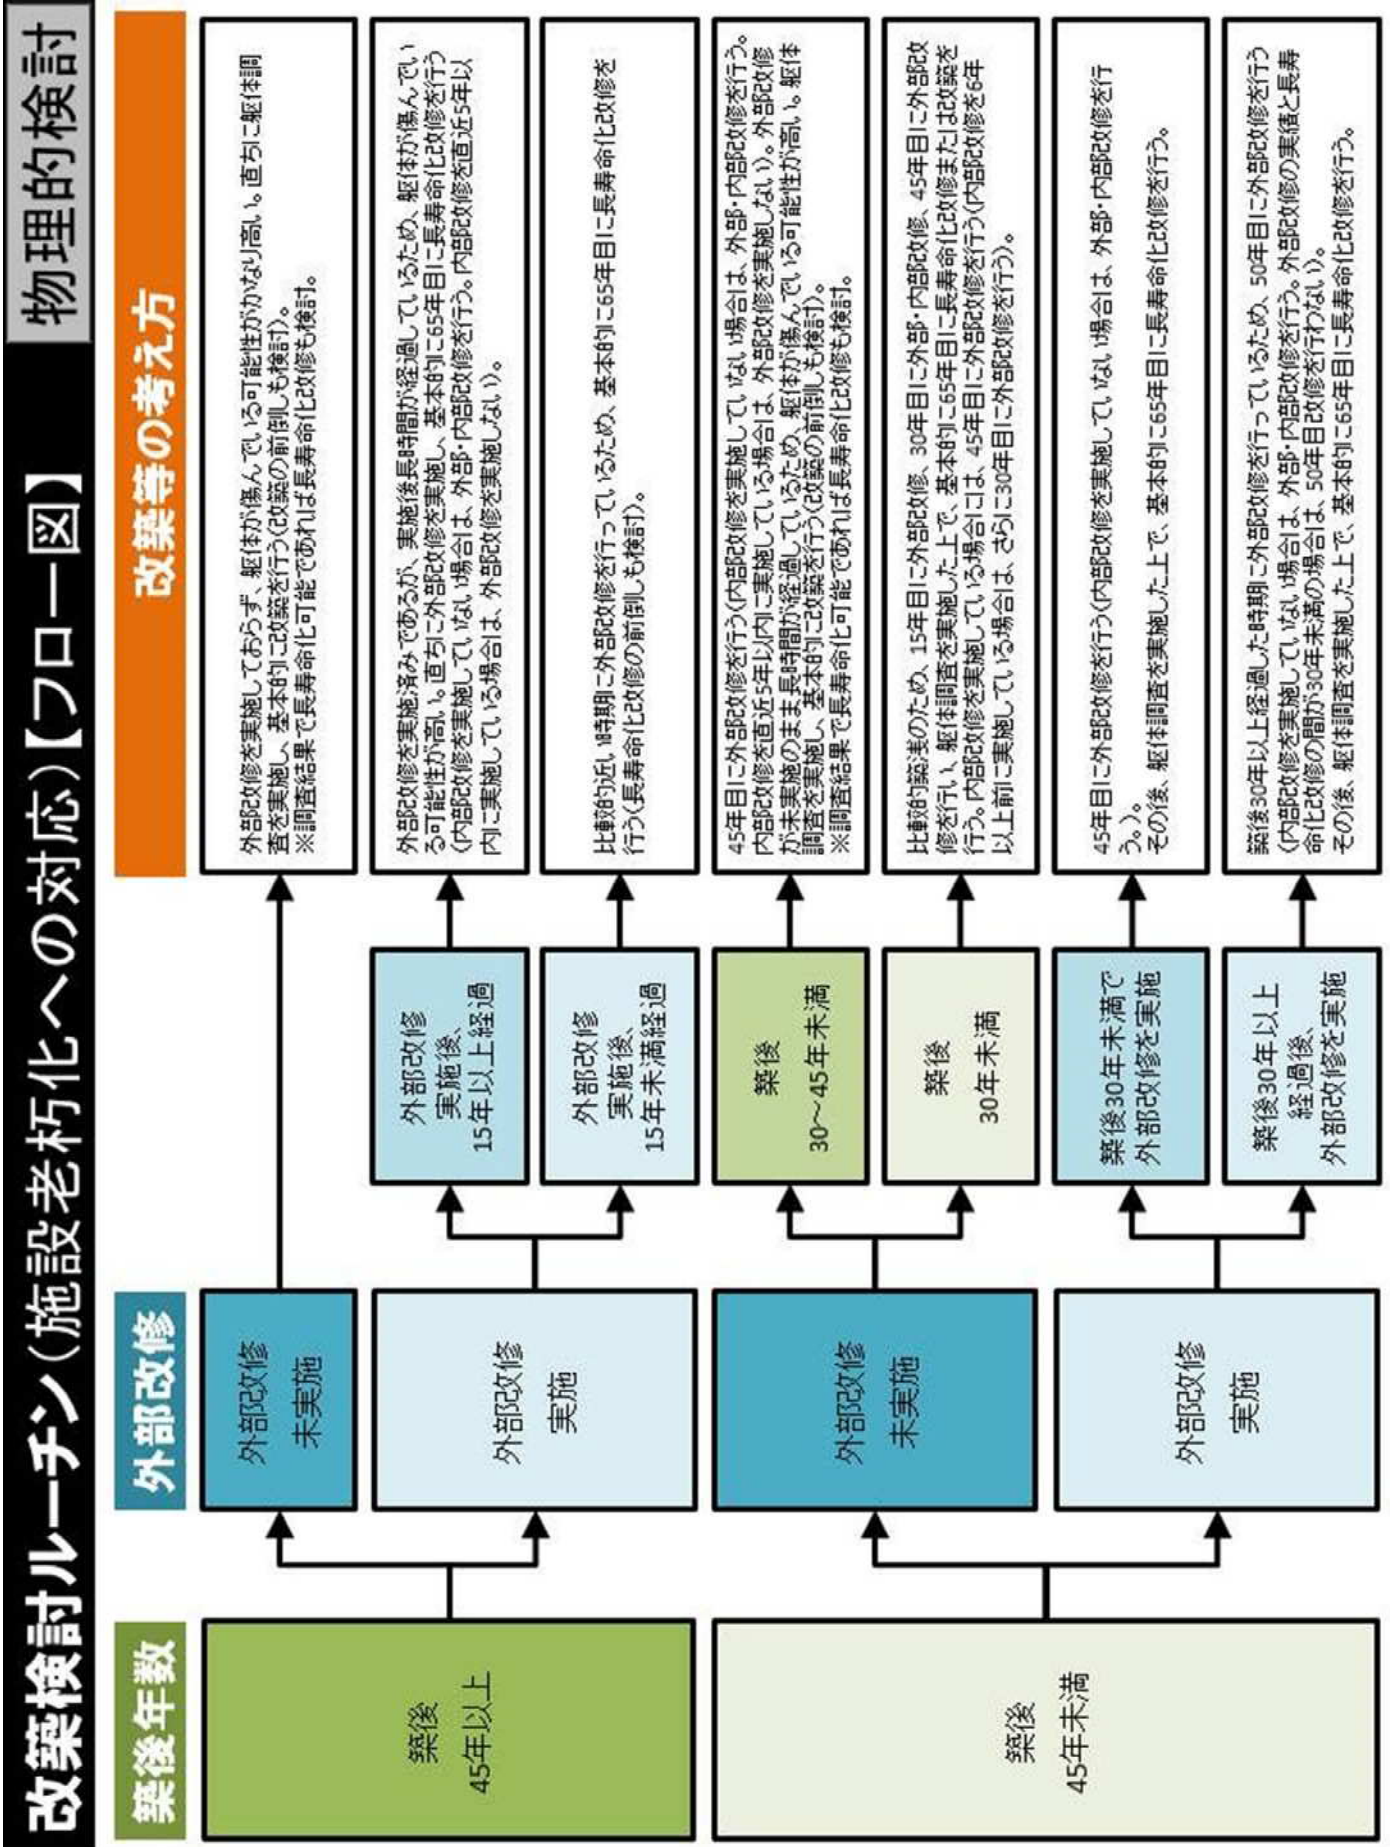 改築検討ルーチン（施設老朽化への対応）【フロー図】
物理的検討
築後年数
外部改修
改築等の考え方
築後
45年以上
外部改修
未実施
外部改修を実施しておらず、躯体が傷んでいる可能性がかなり高い。直ちに躯体調
査を実施し、基本的に改築を行う（改築の前倒しも検討）。
※調査結果で長寿命化可能であれば長寿命化改修も検討。
外部改修
実施
外部改修
実施後、
15年以上経過
外部改修を実施済みであるが、実施後長時間が経過しているため、躯体が傷んでい
る可能性が高い。直ちに外部改修を実施し、基本的に65年目に長寿命化改修を行う
（内部改修を実施していない場合は、外部・内部改修を行う。内部改修を直近5年以
内に実施している場合は、外部改修を実施しない）。
外部改修
実施後、
15年未満経過
比較的近い時期に外部改修を行っているため、基本的に65年目に長寿命化改修を
行う（長寿命化改修の前倒しも検討）。
築後
45年未満
外部改修
未実施
築後
30～45年未満
45年目に外部改修を行う（内部改修を実施していない場合は、外部・内部改修を行う。
内部改修を直近5年以内に実施している場合は、外部改修を実施しない）。外部改修
が未実施のまま長時間が経過しているため、躯体が傷んでいる可能性が高い。躯体
調査を実施し、基本的に改築を行う（改築の前倒しも検討）。
※調査結果で長寿命化可能であれば長寿命化改修も検討。
築後
30年未満
比較的築浅のため、15年目に外部改修、30年目に外部・内部改修、45年目に外部改
修を行い、躯体調査を実施した上で、基本的に65年目に長寿命化改修または改築を
行う。内部改修を実施している場合には、45年目に外部改修を行う（内部改修を6年
以上前に実施している場合は、さらに30年目に外部改修を行う）。
外部改修
実施
築後30年未満で
外部改修を実施
45年目に外部改修を行う（内部改修を実施していない場合は、外部・内部改修を行
う。）。
その後、躯体調査を実施した上で、基本的に65年目に長寿命化改修を行う。
築後30年以上
経過後、
外部改修を実施
築後30年以上経過した時期に外部改修を行っているため、50年目に外部改修を行う
（内部改修を実施していない場合は、外部・内部改修を行う。外部改修の実績と長寿
命化改修の間が30年未満の場合は、50年目改修を行わない）。
その後、躯体調査を実施した上で、基本的に65年目に長寿命化改修を行う。